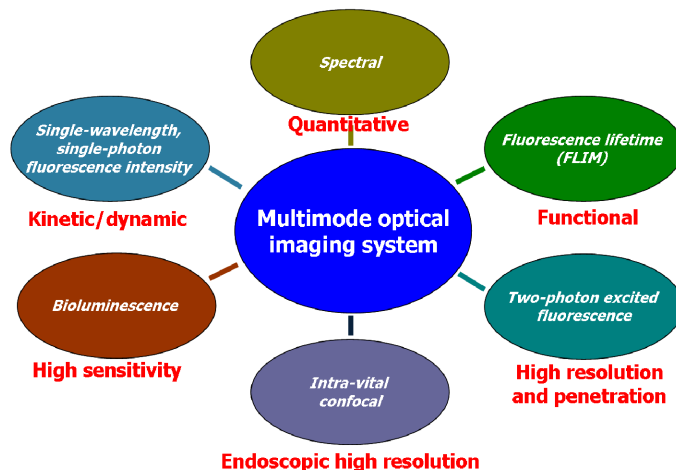 Spectral
Quantitative
Single-wavelength,
single-photon
fluorescence intensity
Kinetic/dynamic
Fluorescence lifetime
(FLIM)
Functional
Multimode optical
imaging system
Bioluminescence
High sensitivity
Two-photon excited
fluorescence
High resolution
and penetration
Intra-vital
confocal
Endoscopic high resolution